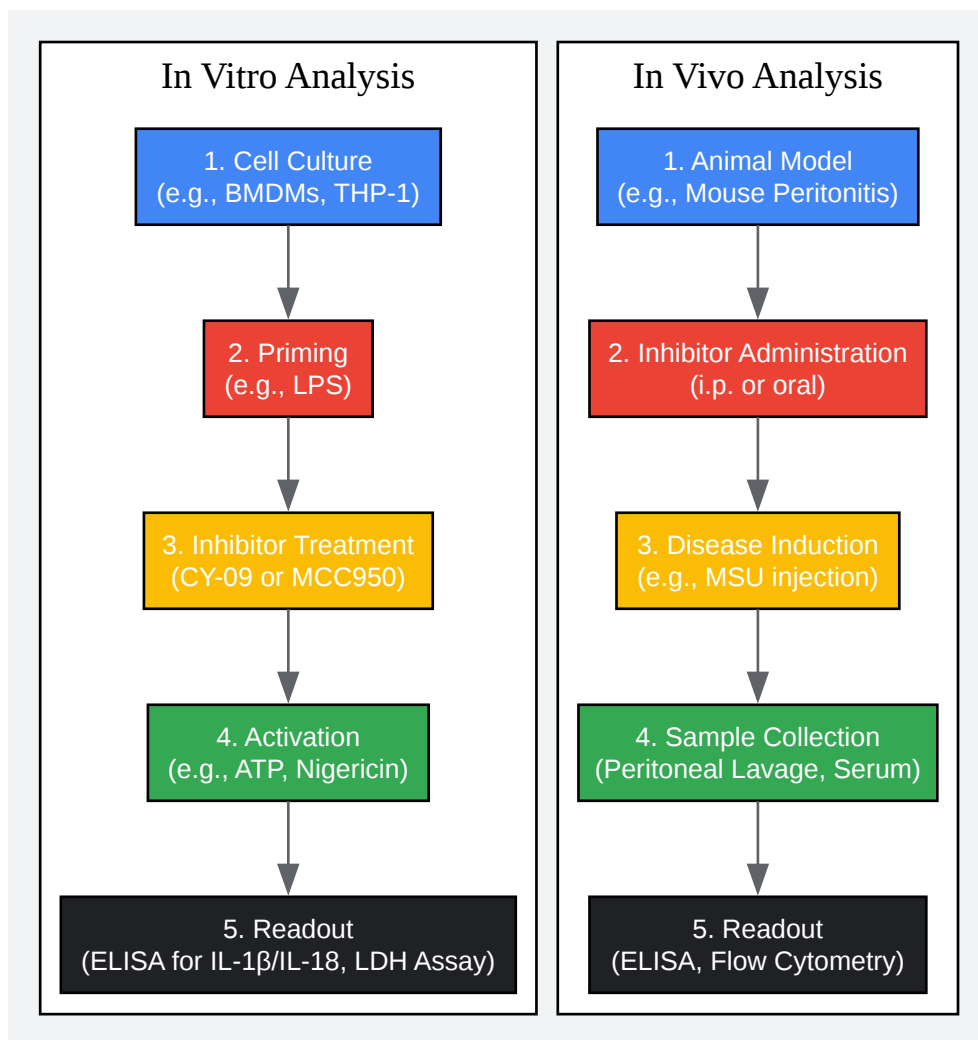 In Vitro Analysis
1. Cell Culture
(e.g., BMDMs, THP-1)
2. Priming
(e.g., LPS)
3. Inhibitor Treatment
(CY-09 or MCC950)
4. Activation
(e.g., ATP, Nigericin)
5. Readout
(ELISA for IL-1β/IL-18, LDH Assay)
In Vivo Analysis
1. Animal Model
(e.g., Mouse Peritonitis)
2. Inhibitor Administration
(i.p. or oral)
3. Disease Induction
(e.g., MSU injection)
4. Sample Collection
(Peritoneal Lavage, Serum)
5. Readout
(ELISA, Flow Cytometry)